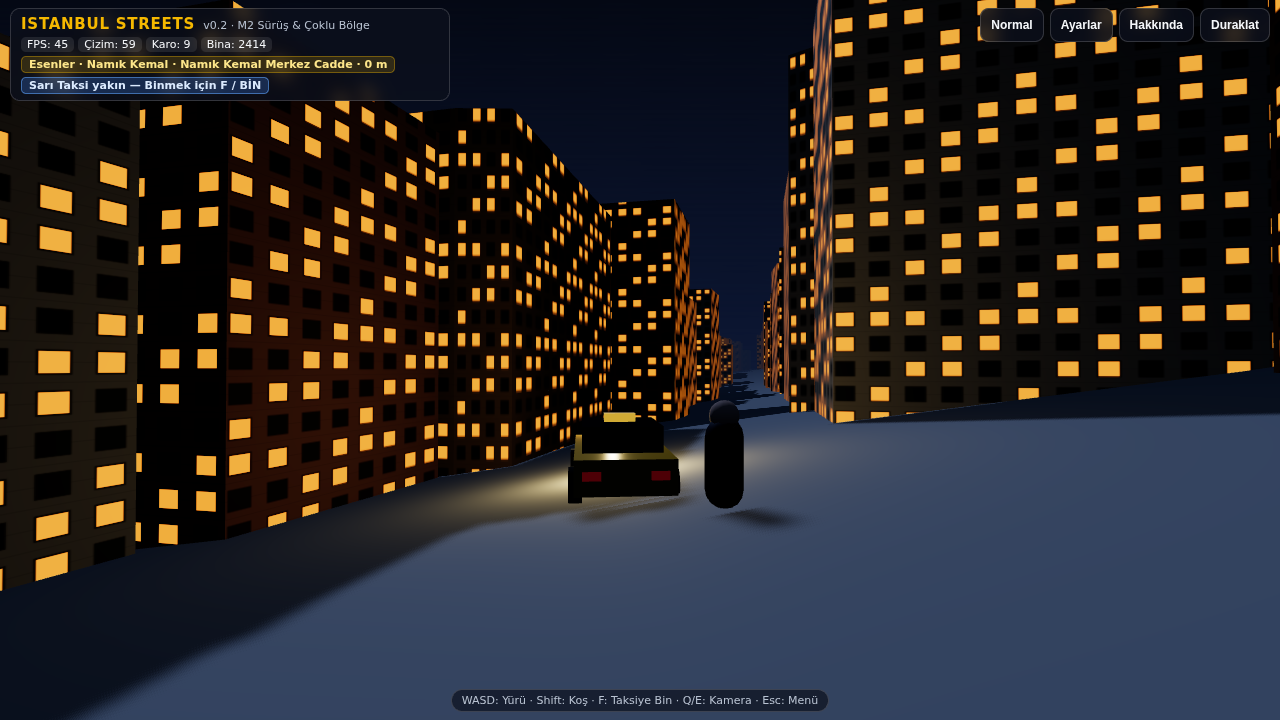 ISTANBUL STREETS v0.2 · M2 Sürüş & Çoklu Bölge
FPS: 45 Çizim: 59 Karo: 9 Bina: 2414
Esenler · Namık Kemal · Namık Kemal Merkez Cadde · 0 m
Sarı Taksi yakın — Binmek için F / BİN
Normal Ayarlar Hakkında Duraklat
WASD: Yürü · Shift: Koş · F: Taksiye Bin · Q/E: Kamera · Esc: Menü